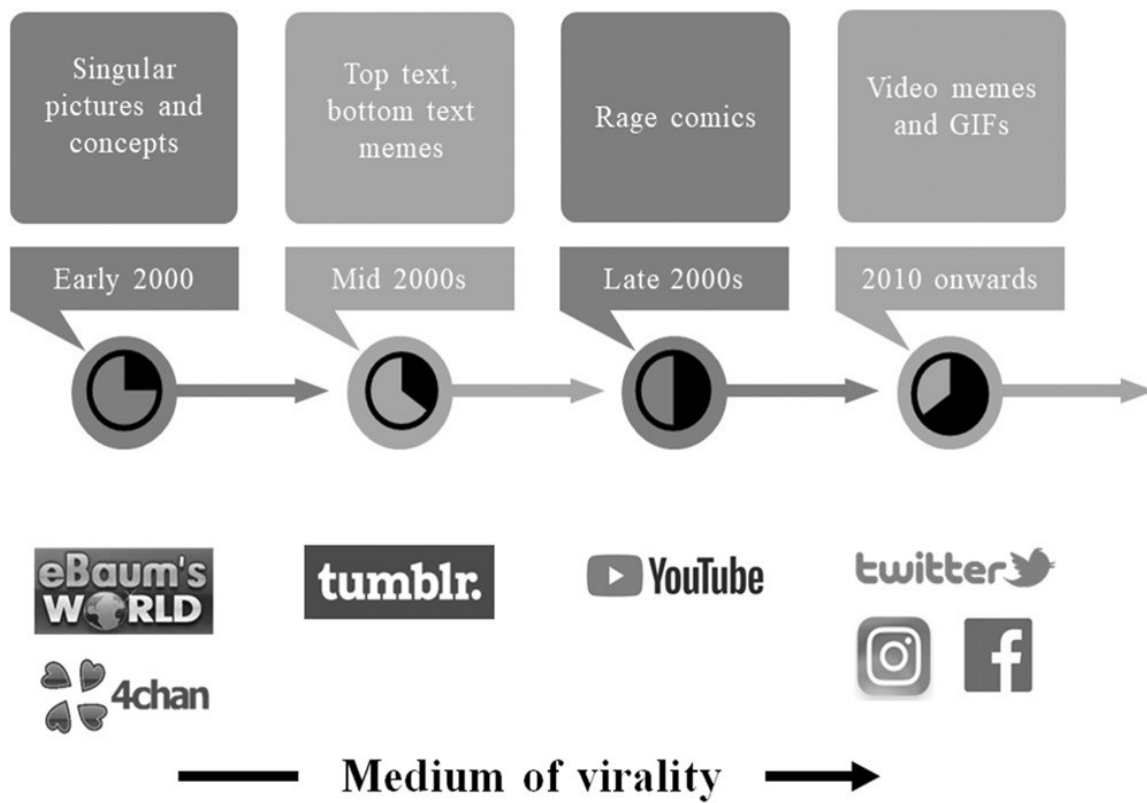 Singular
pictures and
concepts
Top text,
bottom text
memes
Rage comics
Video memes
and GIFs
Early 2000
Mid 2000s
Late 2000s
2010 onwards
eBaum's
WORLD
tumblr.
YouTube
twitter
4chan
f
Medium of virality